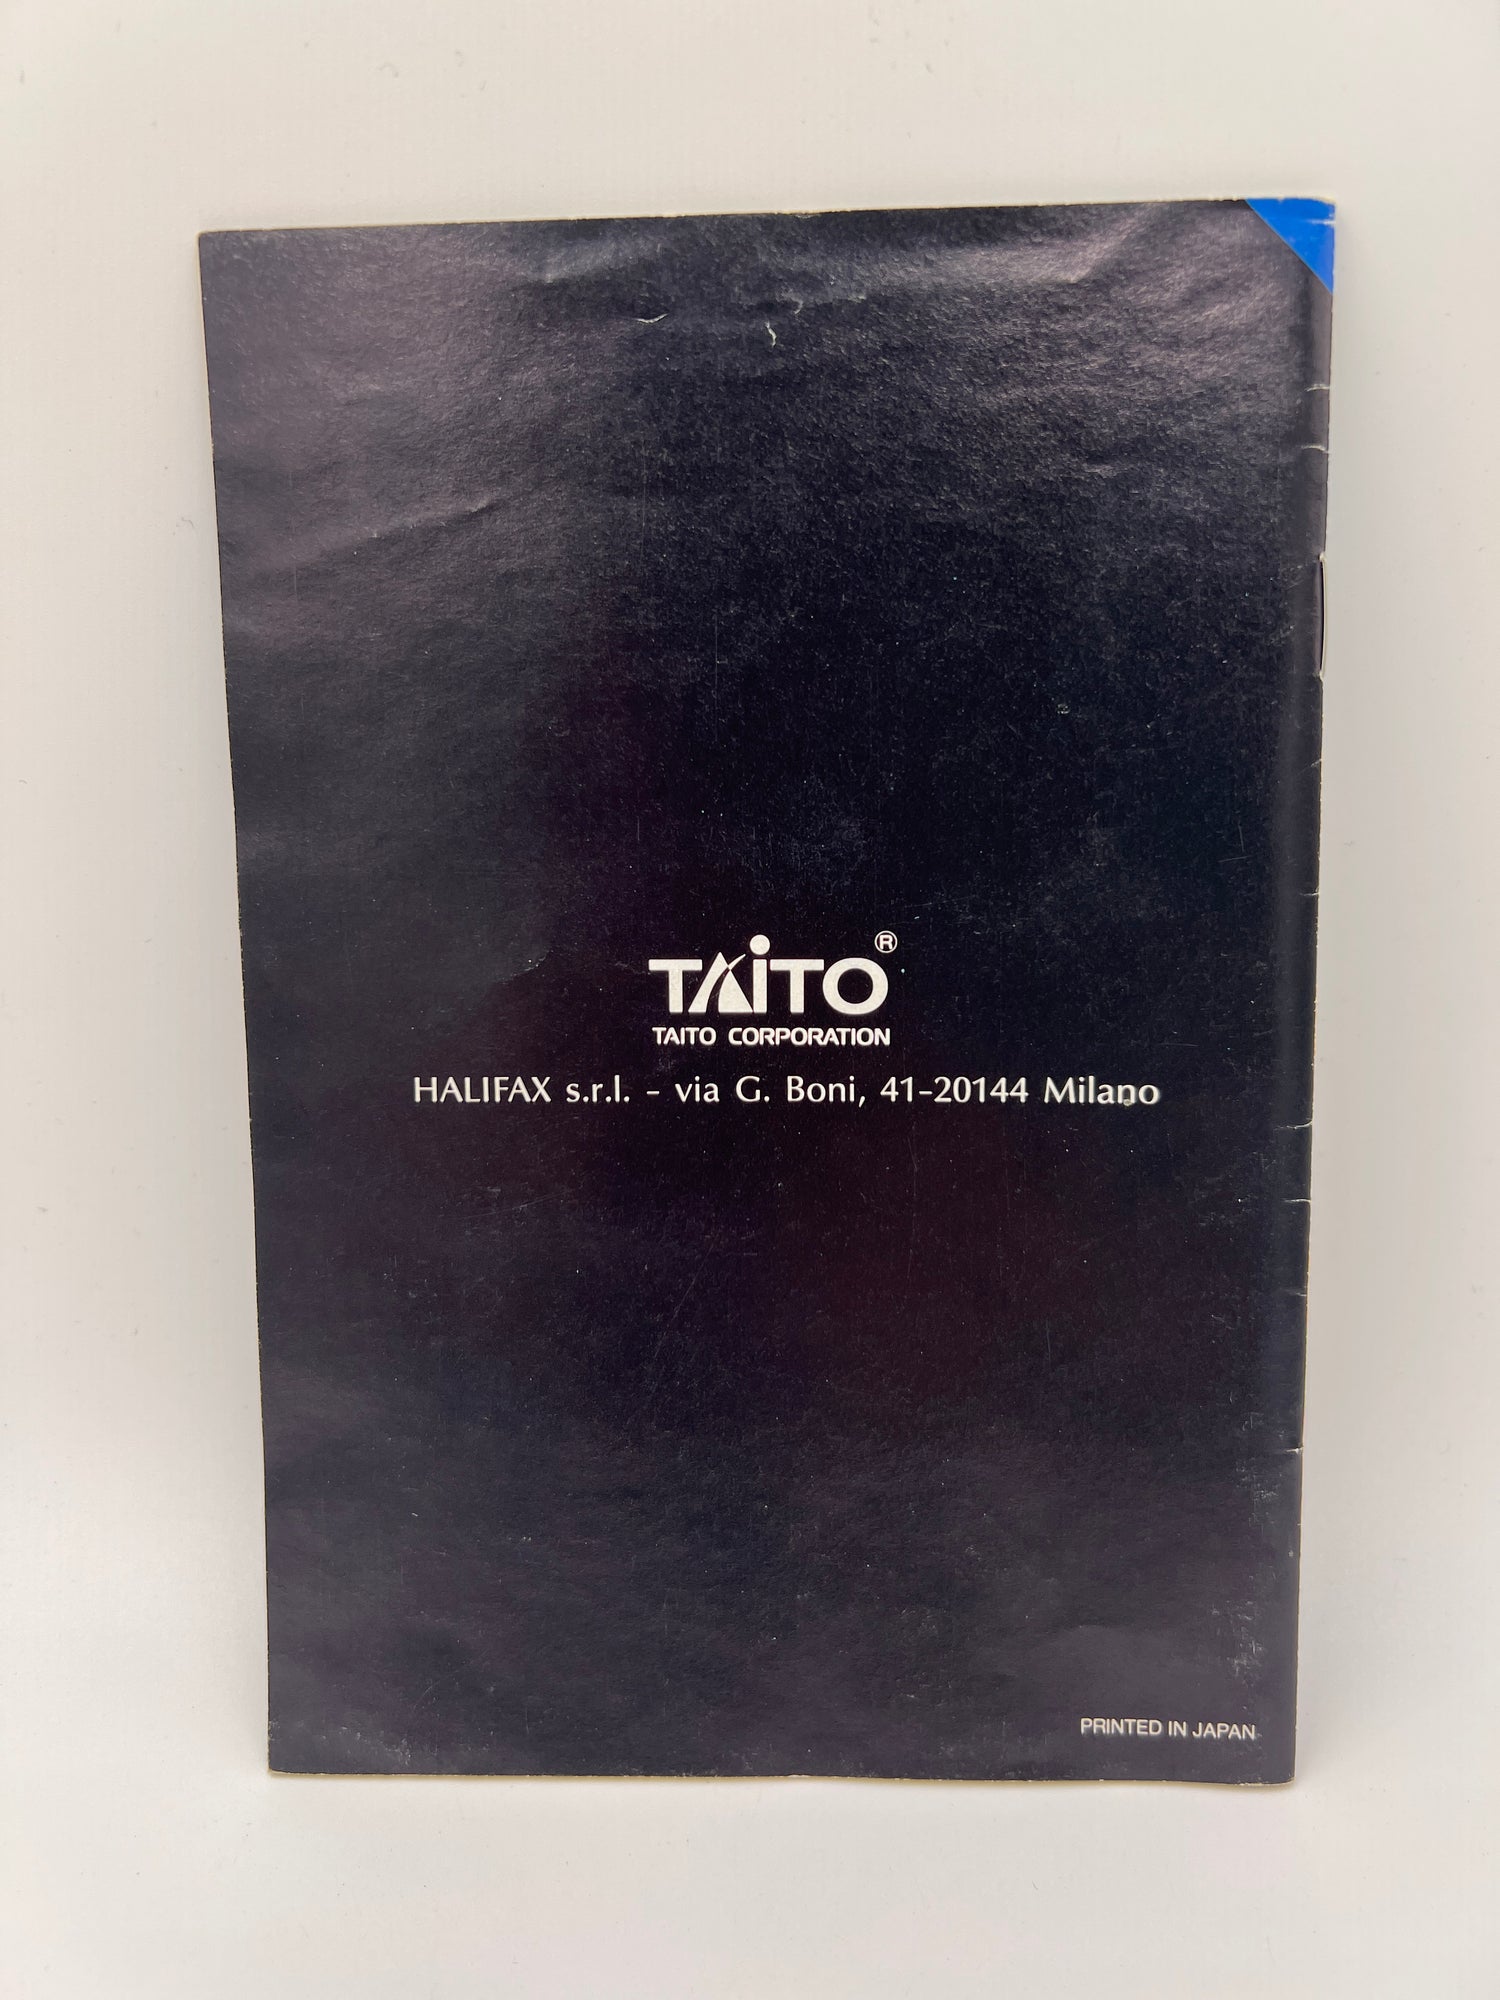 TAiTO®
TAITO CORPORATION
HALIFAX s.r.l. - via G. Boni, 41-20144 Milano
PRINTED IN JAPAN